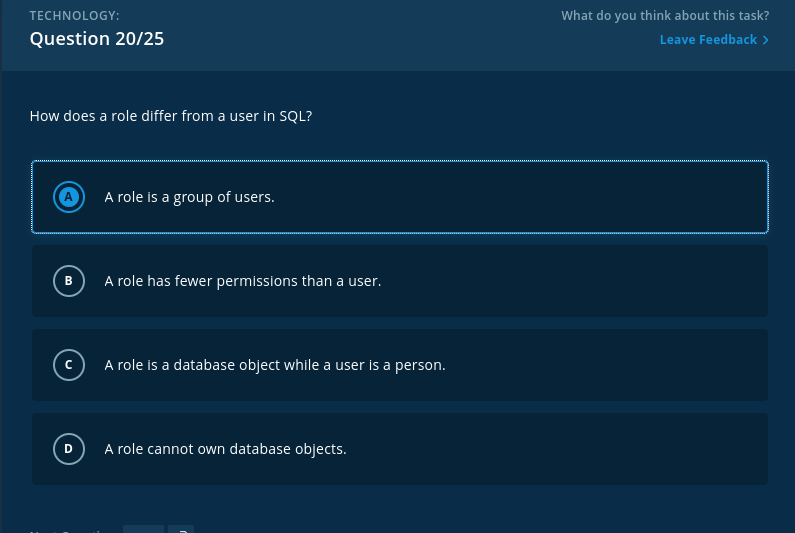 TECHNOLOGY:
Question 20/25
What do you think about this task?
Leave Feedback
How does a role differ from a user in SQL?
A A role is a group of users.
B A role has fewer permissions than a user.
C A role is a database object while a user is a person.
D A role cannot own database objects.